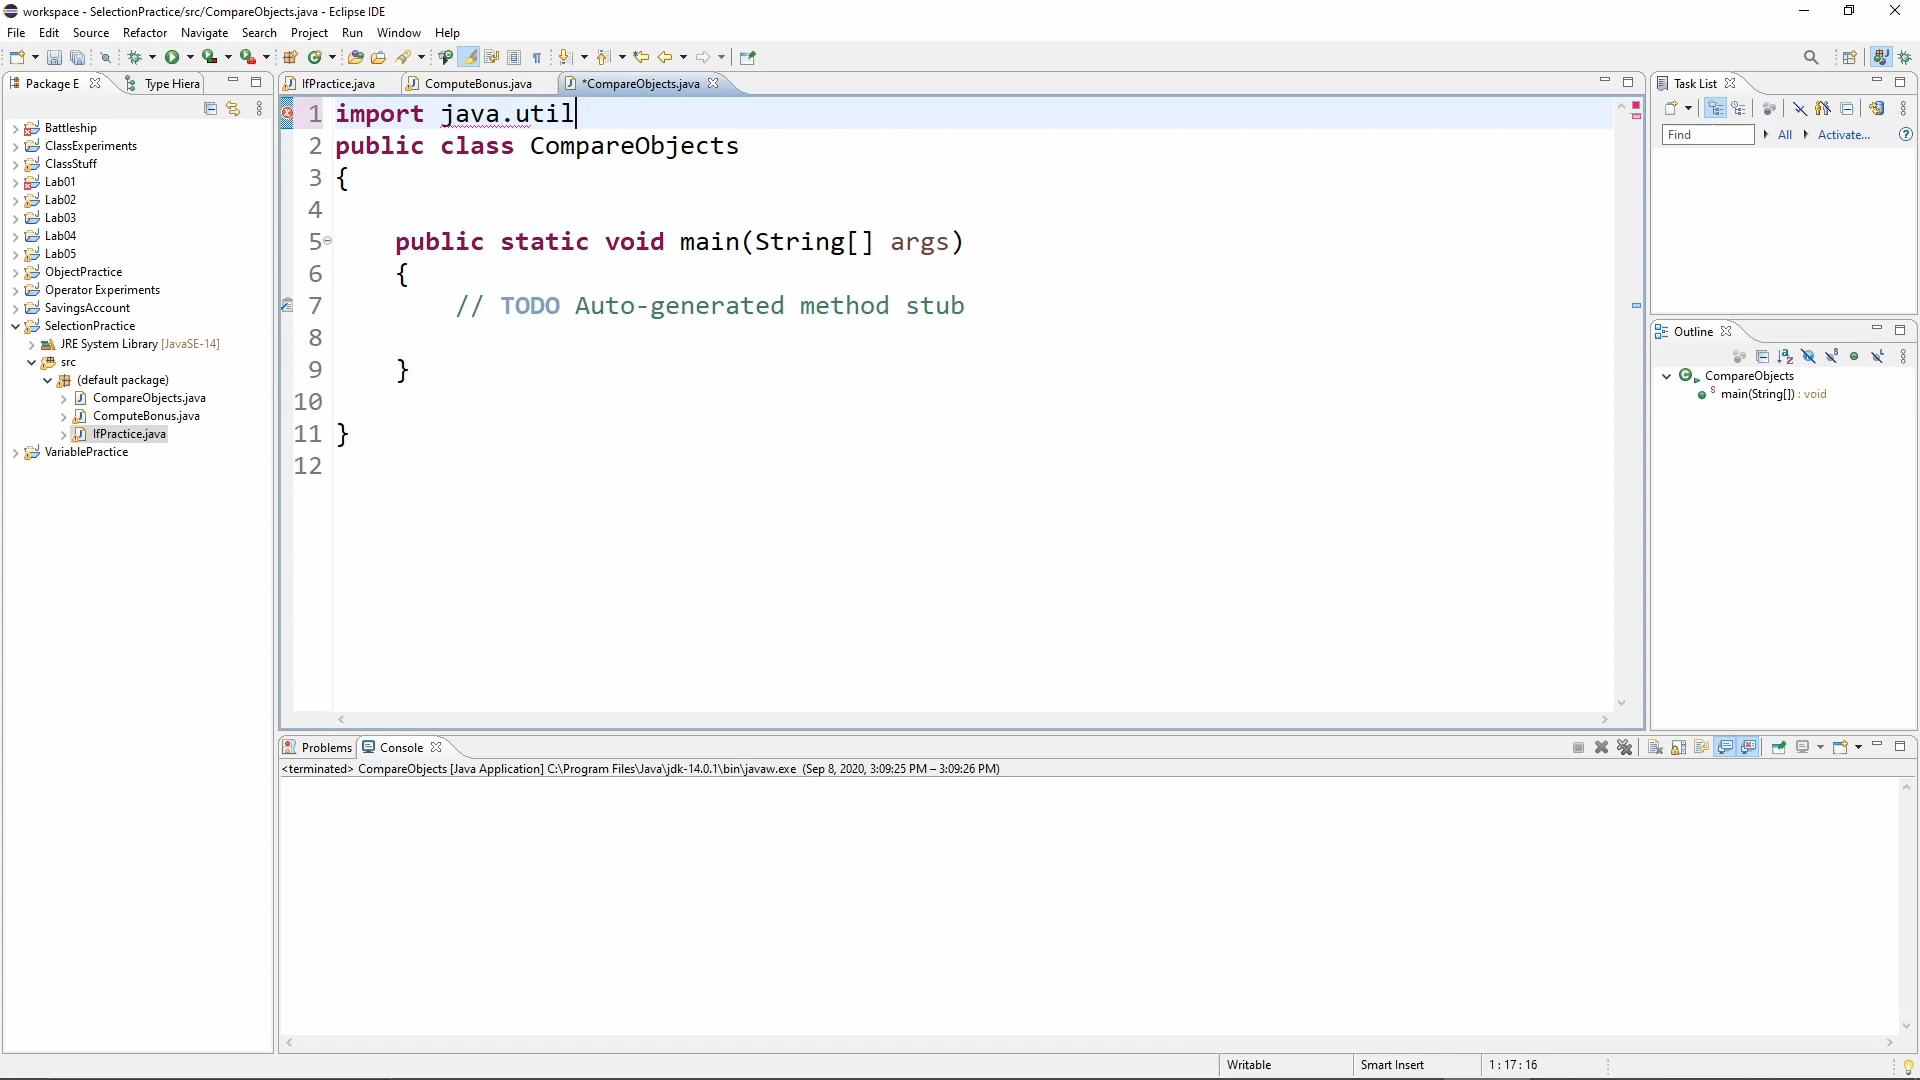 workspace - SelectionPractice/src/CompareObjects.java - Eclipse IDE
File Edit Source Refactor Navigate Search Project Run Window Help
Package E Type Hiera
IfPractice.java ComputeBonus.java *CompareObjects.java
Battleship
ClassExperiments
ClassStuff
Lab01
Lab02
Lab03
Lab04
Lab05
ObjectPractice
Operator Experiments
SavingsAccount
SelectionPractice
JRE System Library [JavaSE-14]
src
(default package)
CompareObjects.java
ComputeBonus.java
IfPractice.java
VariablePractice
1 import java.util
2 public class CompareObjects
3 {
4
5 public static void main(String[] args)
6 {
7 // TODO Auto-generated method stub
8
9 }
10
11 }
12
Task List
Find All Activate...
Outline
CompareObjects
main(String[]) : void
Problems Console
<terminated> CompareObjects [Java Application] C:\Program Files\Java\jdk-14.0.1\bin\javaw.exe (Sep 8, 2020, 3:09:25 PM – 3:09:26 PM)
Writable Smart Insert 1 : 17 : 16